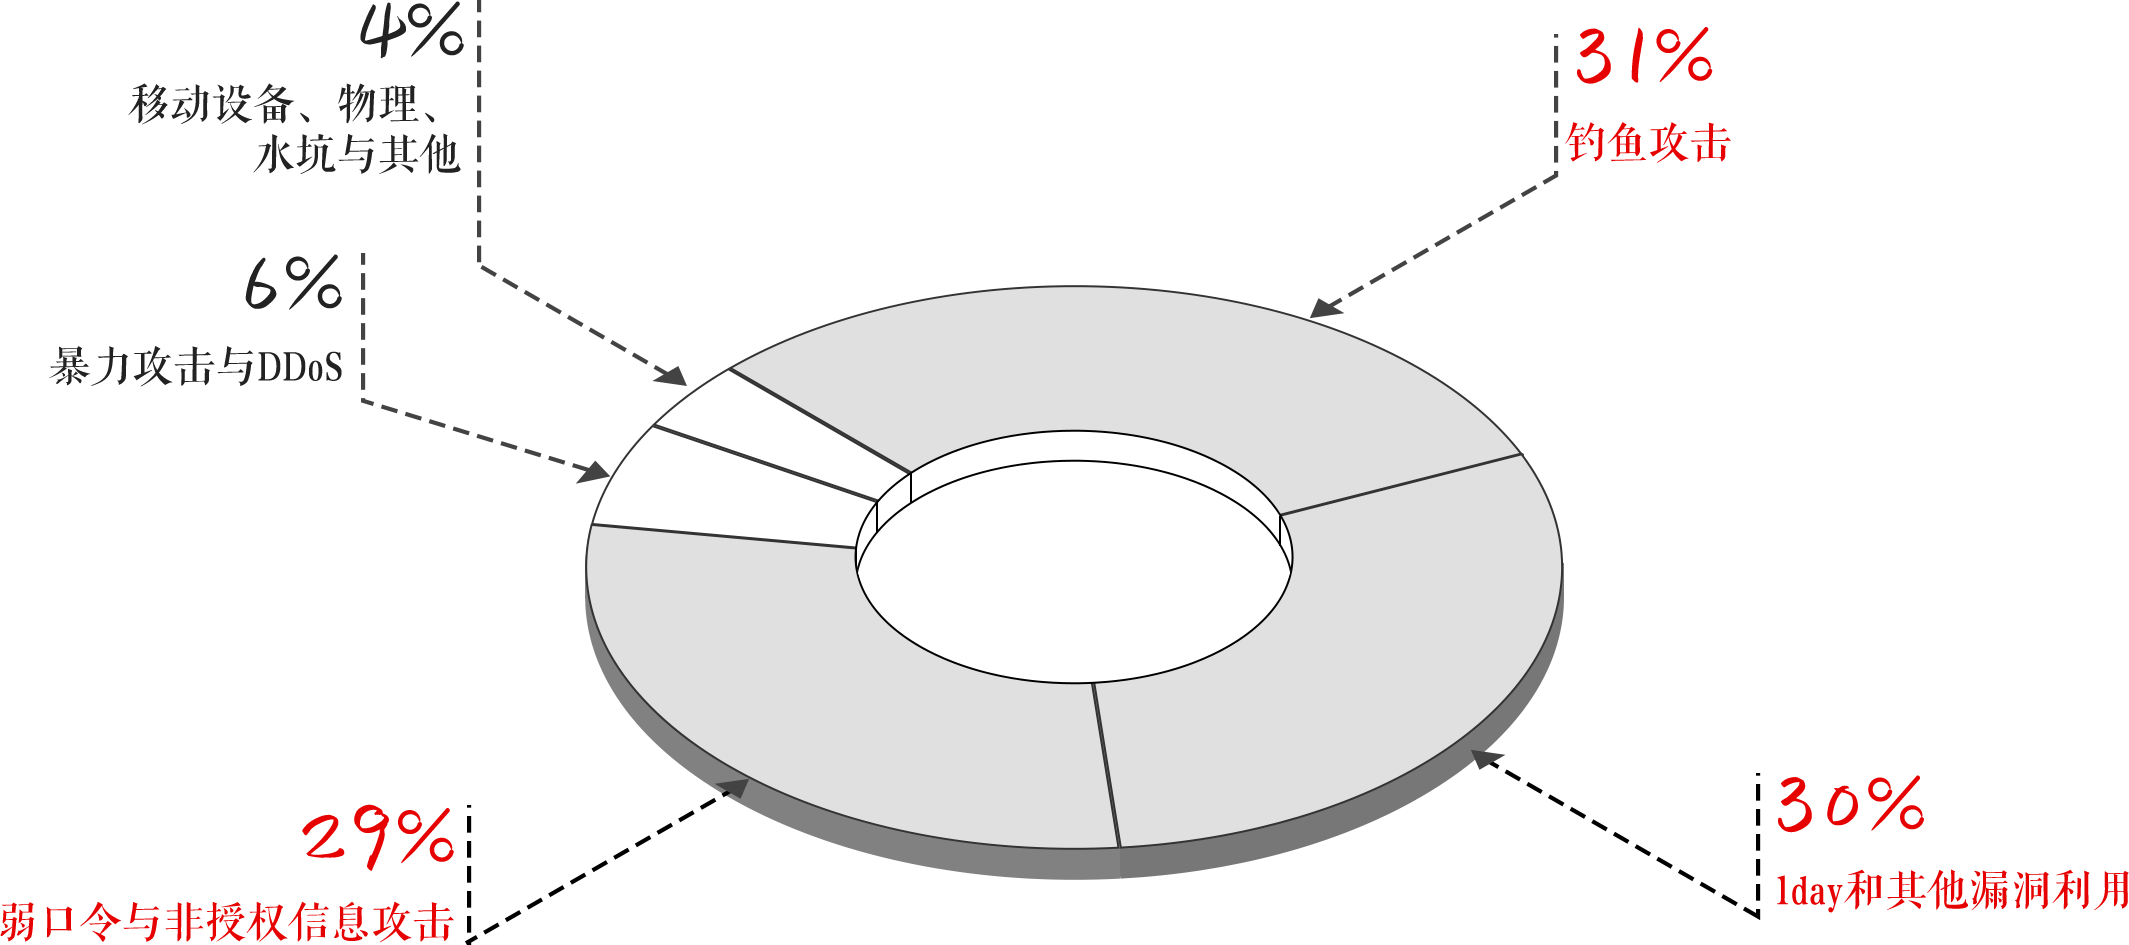 4%
移动设备、物理、
水坑与其他
31%
钓鱼攻击
6%
暴力攻击与DDoS
29%
弱口令与非授权信息攻击
30%
1day和其他漏洞利用